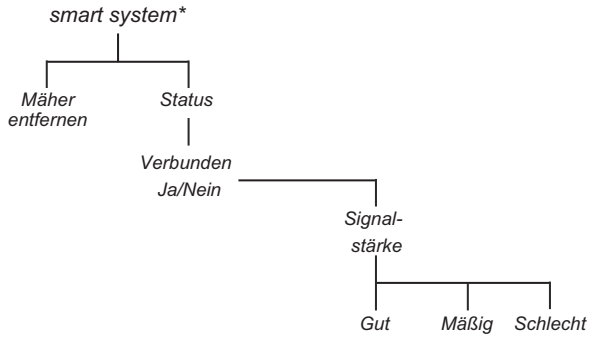 smart system*
Mäher
entfernen
Status
Verbunden
Ja/Nein
Signal-
stärke
Gut
Mäßig
Schlecht